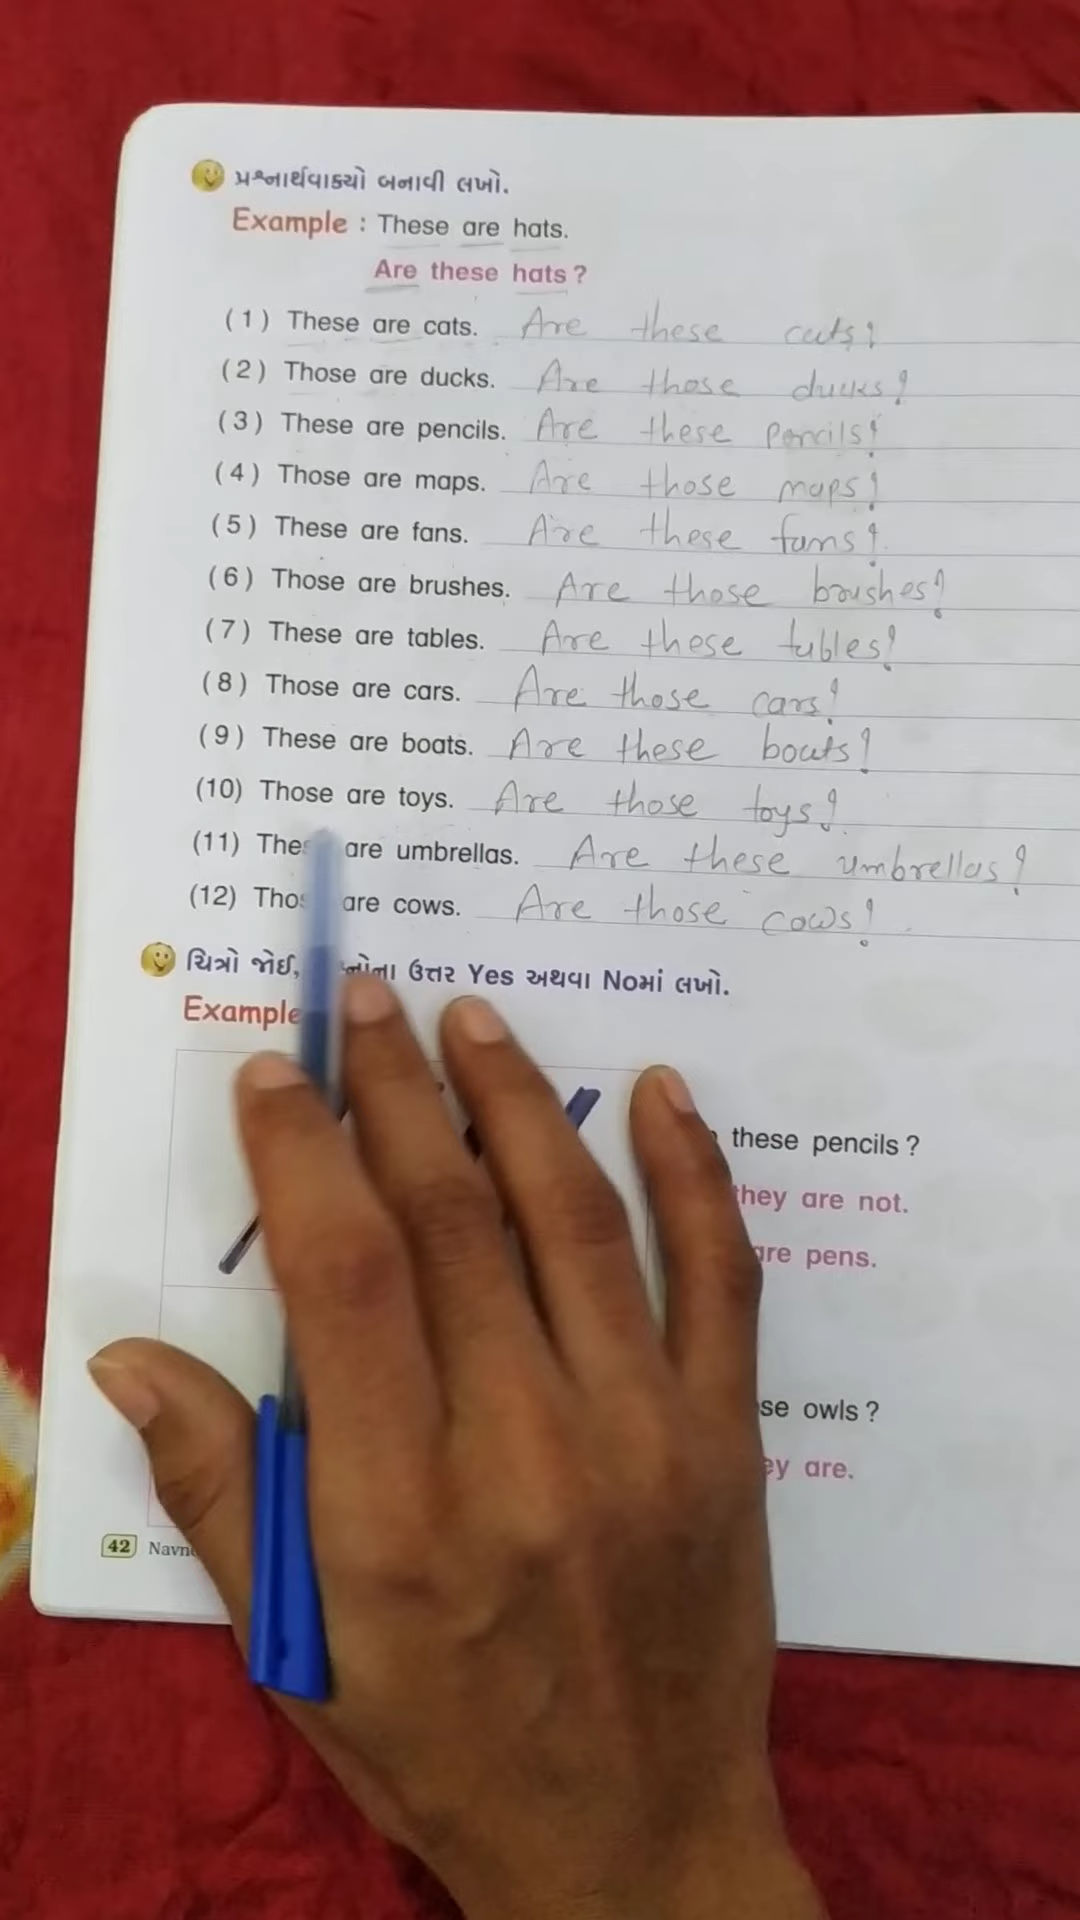 પ્રશ્નાર્થવાક્યો બનાવી લખો.
Example : These are hats.
Are these hats ?
(1) These are cats. Are these cats?
(2) Those are ducks. Are those ducks?
(3) These are pencils. Are these pencils?
(4) Those are maps. Are those maps?
(5) These are fans. Are these fans?
(6) Those are brushes. Are those brushes?
(7) These are tables. Are these tables?
(8) Those are cars. Are those cars?
(9) These are boats. Are these boats?
(10) Those are toys. Are those toys?
(11) These are umbrellas. Are these umbrellas?
(12) Those are cows. Are those cows?
ચિત્રો જોઈ, ઉત્તર Yes અથવા Noમાં લખો.
Example
these pencils ?
they are not.
are pens.
owls ?
are.
42